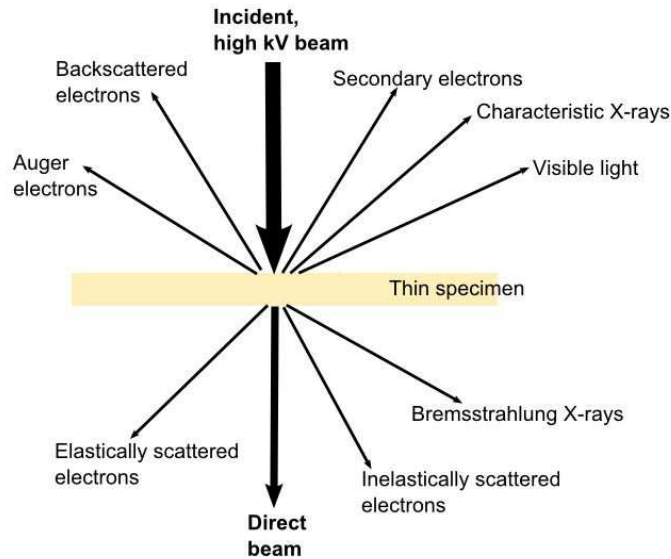 Incident,
high kV beam
Backscattered
electrons
Secondary electrons
Characteristic X-rays
Auger
electrons
Visible light
Thin specimen
Bremsstrahlung X-rays
Elastically scattered
electrons
Inelastically scattered
electrons
Direct
beam